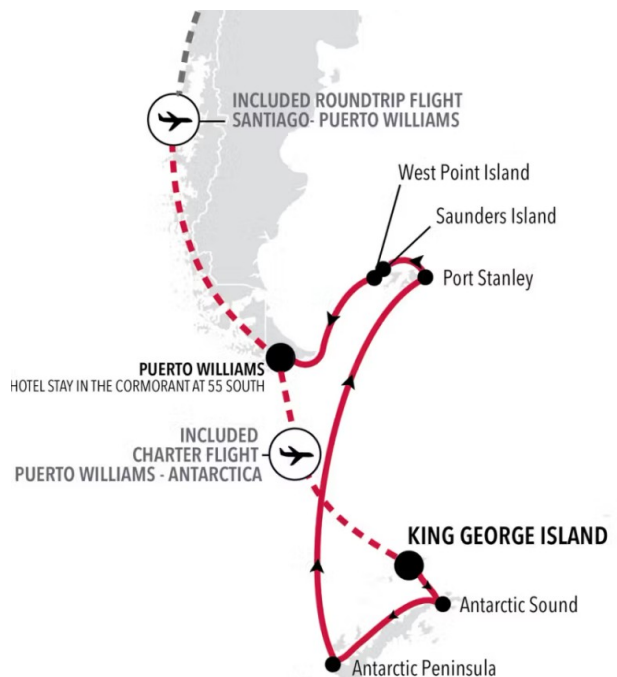 INCLUDED ROUNDTRIP FLIGHT
SANTIAGO- PUERTO WILLIAMS
West Point Island
Saunders Island
Port Stanley
PUERTO WILLIAMS
HOTEL STAY IN THE CORMORANT AT 55 SOUTH
INCLUDED
CHARTER FLIGHT
PUERTO WILLIAMS - ANTARCTICA
KING GEORGE ISLAND
Antarctic Sound
Antarctic Peninsula